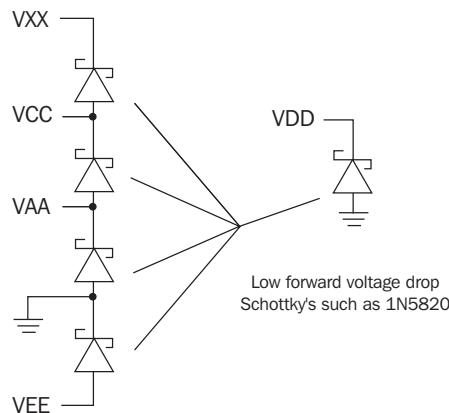 VXX
VCC
VDD
VAA
Low forward voltage drop
Schottky's such as 1N5820
VEE